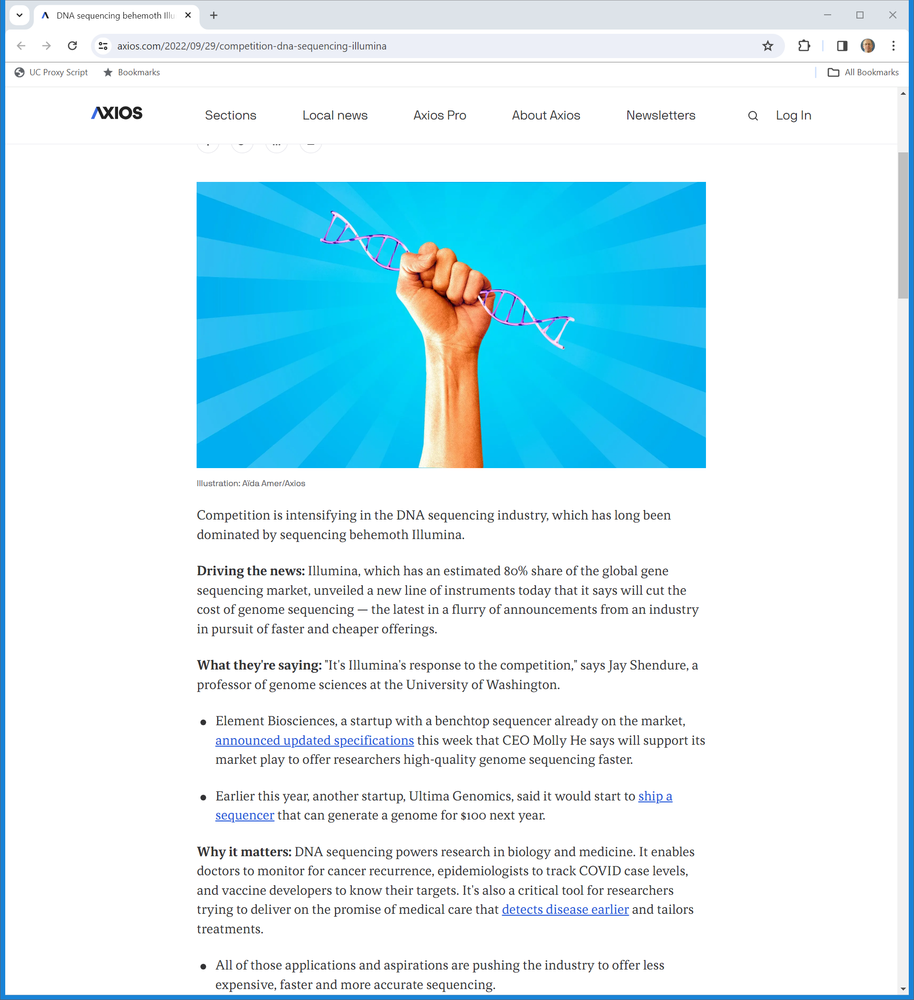 DNA sequencing behemoth Illu
axios.com/2022/09/29/competition-dna-sequencing-illumina
UC Proxy Script
Bookmarks
All Bookmarks
AXIOS
Sections
Local news
Axios Pro
About Axios
Newsletters
Log In
Illustration: Aïda Amer/Axios
Competition is intensifying in the DNA sequencing industry, which has long been
dominated by sequencing behemoth Illumina.
Driving the news: Illumina, which has an estimated 80% share of the global gene
sequencing market, unveiled a new line of instruments today that it says will cut the
cost of genome sequencing — the latest in a flurry of announcements from an industry
in pursuit of faster and cheaper offerings.
What they're saying: "It's Illumina's response to the competition," says Jay Shendure, a
professor of genome sciences at the University of Washington.
● Element Biosciences, a startup with a benchtop sequencer already on the market,
announced updated specifications this week that CEO Molly He says will support its
market play to offer researchers high-quality genome sequencing faster.
● Earlier this year, another startup, Ultima Genomics, said it would start to ship a
sequencer that can generate a genome for $100 next year.
Why it matters: DNA sequencing powers research in biology and medicine. It enables
doctors to monitor for cancer recurrence, epidemiologists to track COVID case levels,
and vaccine developers to know their targets. It's also a critical tool for researchers
trying to deliver on the promise of medical care that detects disease earlier and tailors
treatments.
● All of those applications and aspirations are pushing the industry to offer less
expensive, faster and more accurate sequencing.